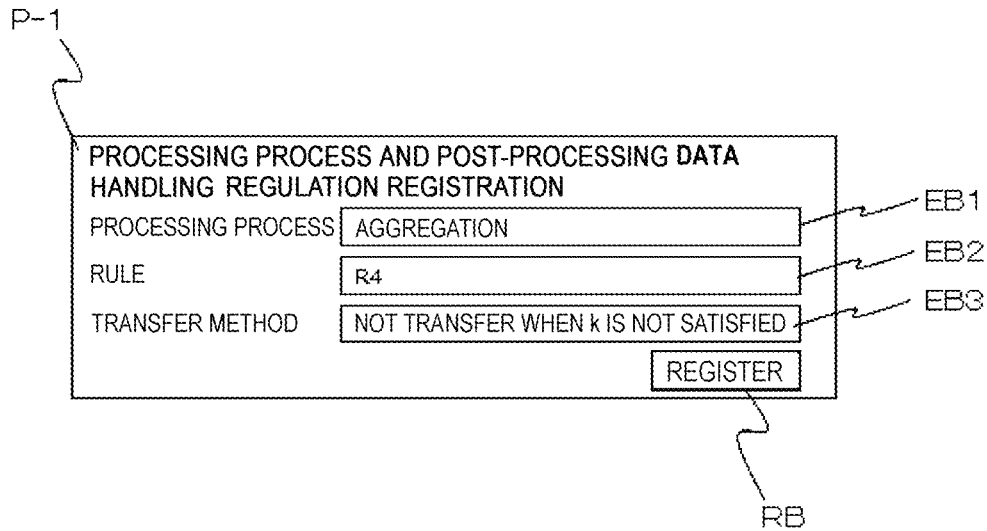 P-1
PROCESSING PROCESS AND POST-PROCESSING DATA
HANDLING REGULATION REGISTRATION
PROCESSING PROCESS AGGREGATION EB1
RULE R4 EB2
TRANSFER METHOD NOT TRANSFER WHEN k IS NOT SATISFIED EB3
REGISTER
RB